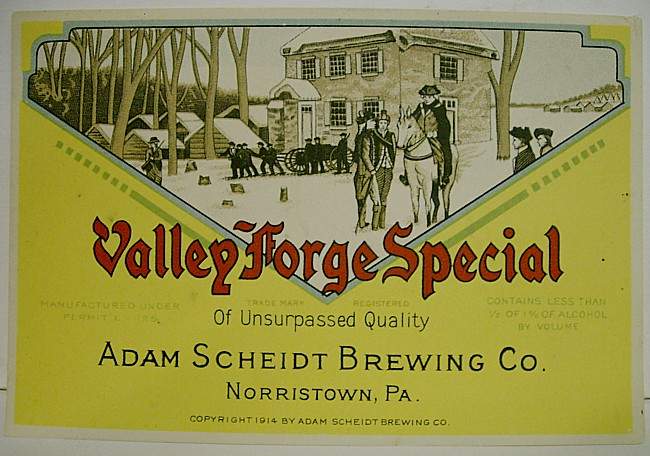 Valley Forge Special
MANUFACTURED UNDER
PERMIT
TRADE MARK REGISTERED
CONTAINS LESS THAN
½ OF 1% OF ALCOHOL
BY VOLUME
Of Unsurpassed Quality
ADAM SCHEIDT BREWING CO.
NORRISTOWN, PA.
COPYRIGHT 1914 BY ADAM SCHEIDT BREWING CO.